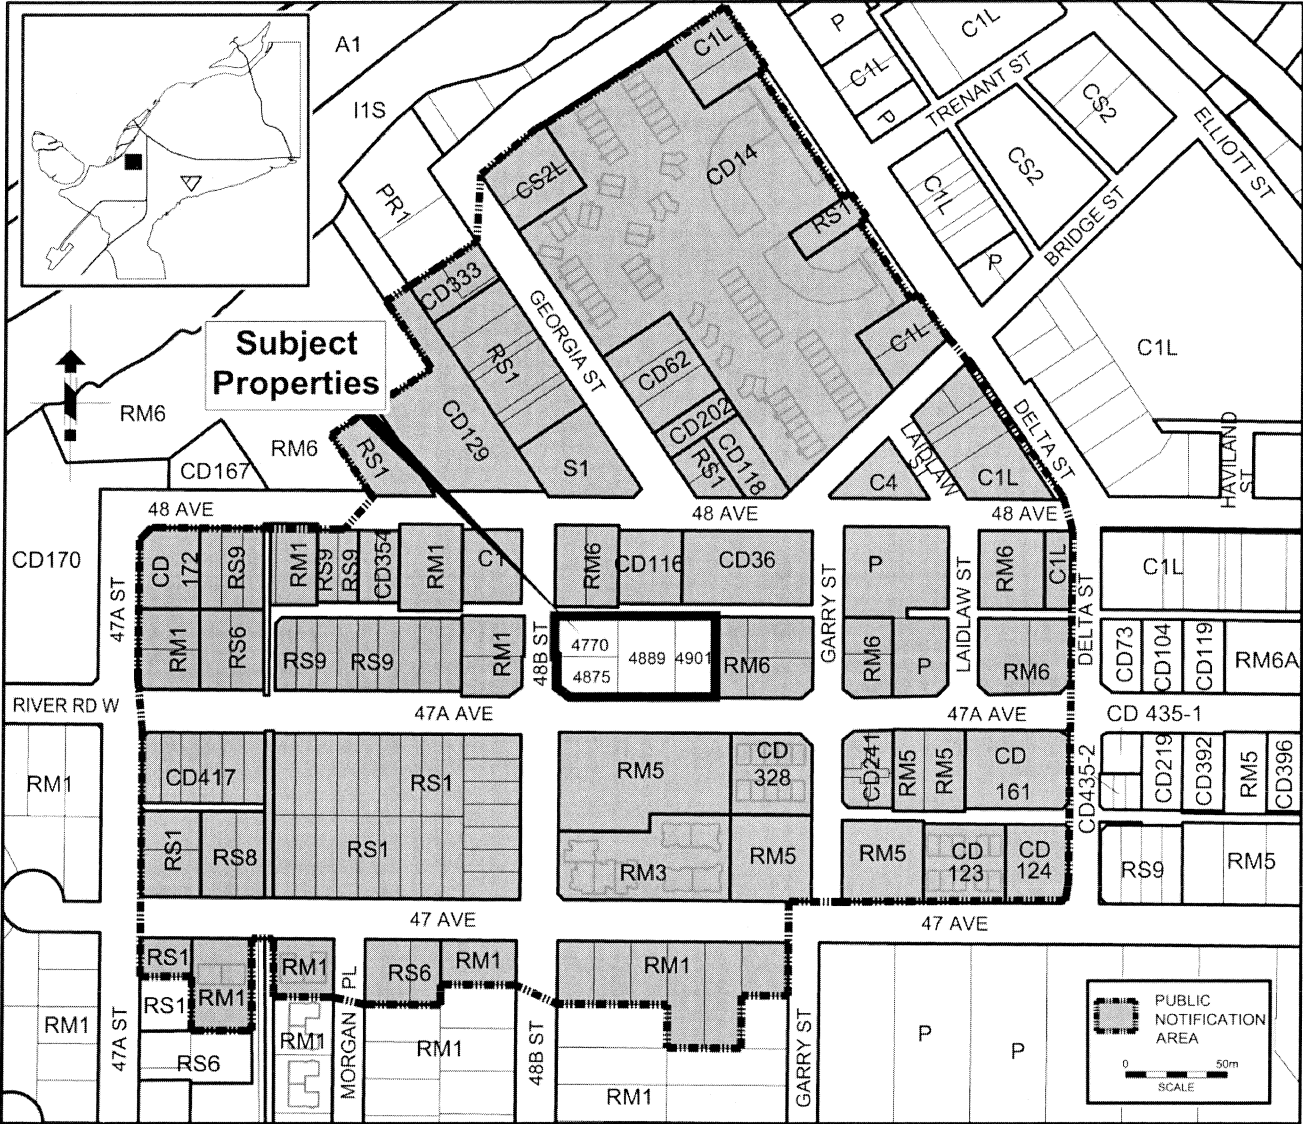 A1
I1S
PR1
C1L
P
C1L
C1L
P
TRENANT ST
CS2
CS2
ELLIOTT ST
C1L
P
BRIDGE ST
C1L
CD14
CS2L
RS1
CD333
GEORGIA ST
RS1
CD62
C1L
CD202
RS1
CD118
CD129
S1
LAIDLAW ST
DELTA ST
C4
C1L
HAVILAND ST
Subject
Properties
RM6
RM6
CD167
RS1
48 AVE
48 AVE
48 AVE
CD170
47A ST
CD 172
RS9
RM1
RS9
RS9
CD354
RM1
C1
RM6
CD116
CD36
P
LAIDLAW ST
RM6
C1L
C1L
RM1
RS6
RS9
RS9
RM1
48B ST
4770
4875
4889
4901
RM6
GARRY ST
RM6
P
RM6
DELTA ST
CD73
CD104
CD119
RM6A
RIVER RD W
47A AVE
47A AVE
CD 435-1
RM1
CD417
RS1
RM5
CD
328
CD241
RM5
RM5
CD
161
CD435-2
CD219
CD392
RM5
CD396
RS1
RS8
RS1
RM3
RM5
RM5
CD
123
CD
124
RS9
RM5
47 AVE
47 AVE
RS1
RS1
RM1
RM1
RS6
RM1
RM1
RM1
47A ST
RS6
RM1
MORGAN PL
RM1
48B ST
RM1
GARRY ST
P
P
PUBLIC
NOTIFICATION
AREA
0 50m
SCALE